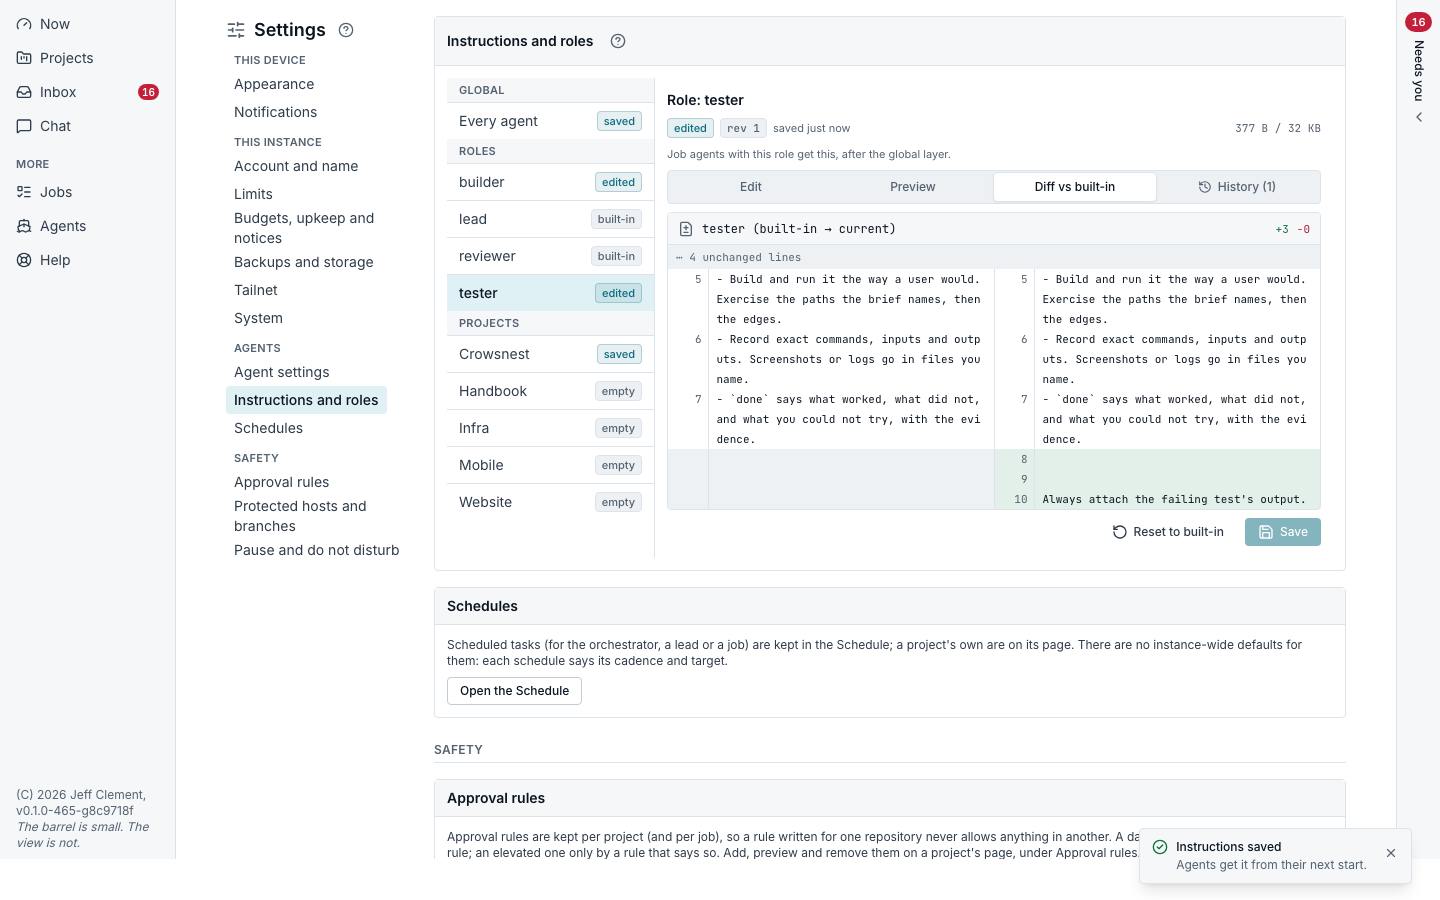 Now
Projects
Inbox 16
Chat
MORE
Jobs
Agents
Help
(C) 2026 Jeff Clement,
v0.1.0-465-g8c9718f
The barrel is small. The
view is not.
Settings
THIS DEVICE
Appearance
Notifications
THIS INSTANCE
Account and name
Limits
Budgets, upkeep and
notices
Backups and storage
Tailnet
System
AGENTS
Agent settings
Instructions and roles
Schedules
SAFETY
Approval rules
Protected hosts and
branches
Pause and do not disturb
Instructions and roles
GLOBAL
Every agent saved
ROLES
builder edited
lead built-in
reviewer built-in
tester edited
PROJECTS
Crowsnest saved
Handbook empty
Infra empty
Mobile empty
Website empty
Role: tester
edited rev 1 saved just now 377 B / 32 KB
Job agents with this role get this, after the global layer.
Edit Preview Diff vs built-in History (1)
tester (built-in → current) +3 -0
⋯ 4 unchanged lines
5 - Build and run it the way a user would. 5 - Build and run it the way a user would.
Exercise the paths the brief names, then Exercise the paths the brief names, then
the edges. the edges.
6 - Record exact commands, inputs and outp 6 - Record exact commands, inputs and outp
uts. Screenshots or logs go in files you uts. Screenshots or logs go in files you
name. name.
7 - `done` says what worked, what did not, 7 - `done` says what worked, what did not,
and what you could not try, with the evi and what you could not try, with the evi
dence. dence.
8
9
10 Always attach the failing test's output.
Reset to built-in Save
Schedules
Scheduled tasks (for the orchestrator, a lead or a job) are kept in the Schedule; a project's own are on its page. There are no instance-wide defaults for
them: each schedule says its cadence and target.
Open the Schedule
SAFETY
Approval rules
Approval rules are kept per project (and per job), so a rule written for one repository never allows anything in another. A da
rule; an elevated one only by a rule that says so. Add, preview and remove them on a project's page, under Approval rules.
Instructions saved
Agents get it from their next start.
16
Needs you